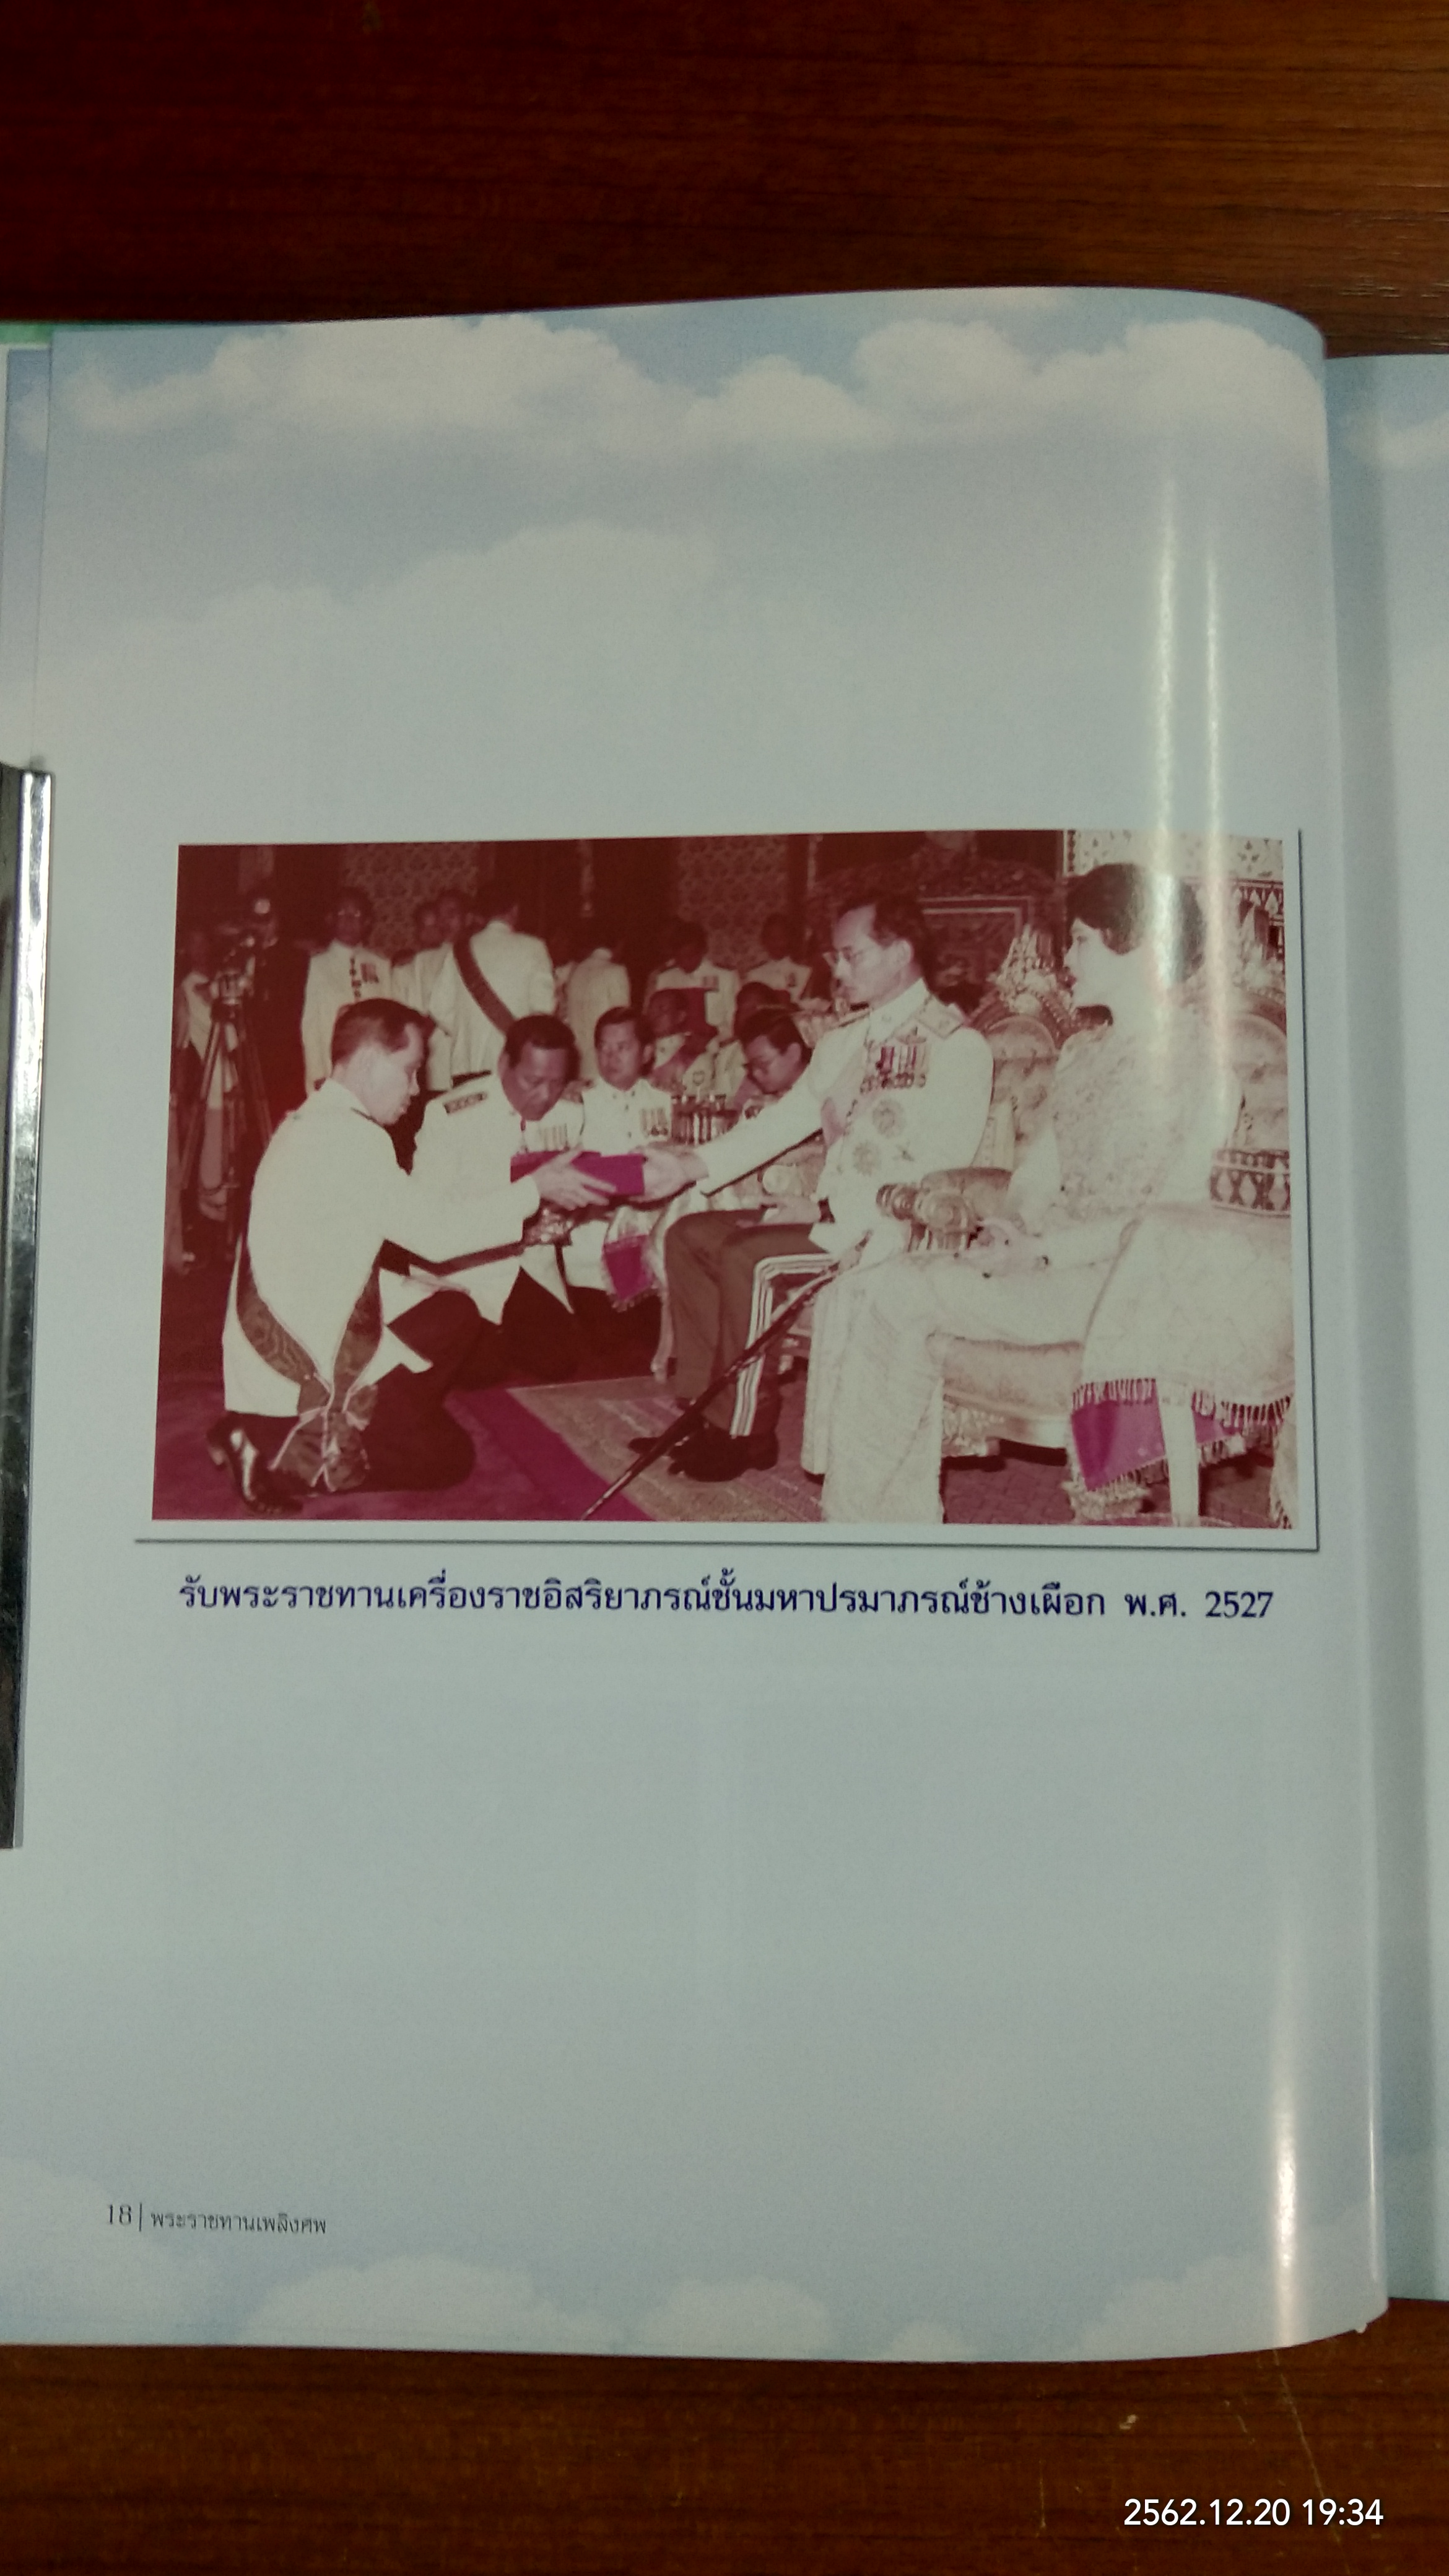 รับพระราชทานเครื่องราชอิสริยาภรณ์ชั้นมหาปรมาภรณ์ช้างเผือก พ.ศ. 2527
18 | พระราชทานเพลิงศพ
2562.12.20 19:34